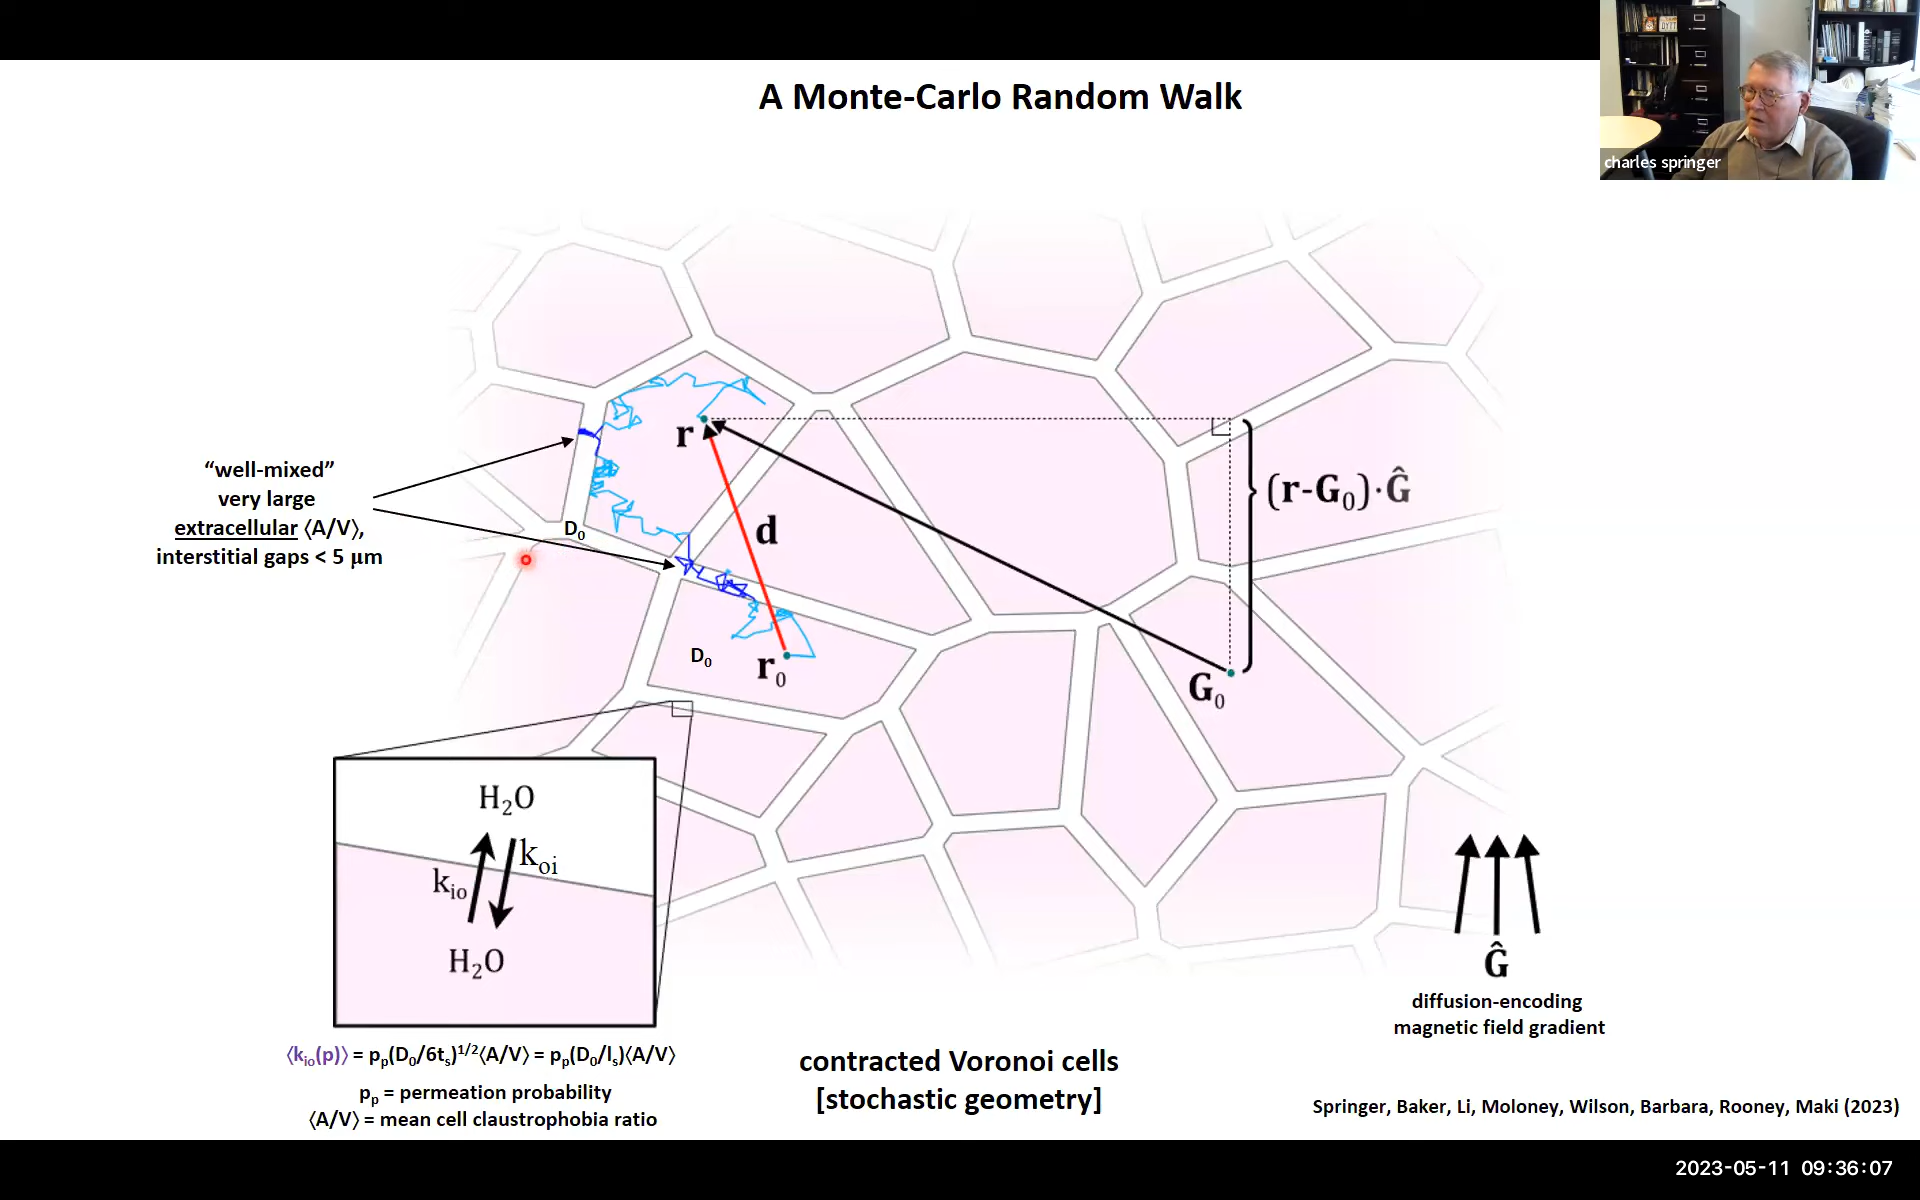 A Monte-Carlo Random Walk
charles springer
“well-mixed”
very large
extracellular ⟨A/V⟩,
interstitial gaps < 5 μm
D₀
r
d
(r-G₀)·Ĝ
D₀
r₀
G₀
H₂O
kᵢₒ
kₒᵢ
H₂O
Ĝ
diffusion-encoding
magnetic field gradient
⟨kᵢₒ(p)⟩ = pₚ(D₀/6tₛ)¹ᐟ²⟨A/V⟩ = pₚ(D₀/lₛ)⟨A/V⟩
pₚ = permeation probability
⟨A/V⟩ = mean cell claustrophobia ratio
contracted Voronoi cells
[stochastic geometry]
Springer, Baker, Li, Moloney, Wilson, Barbara, Rooney, Maki (2023)
2023-05-11 09:36:07